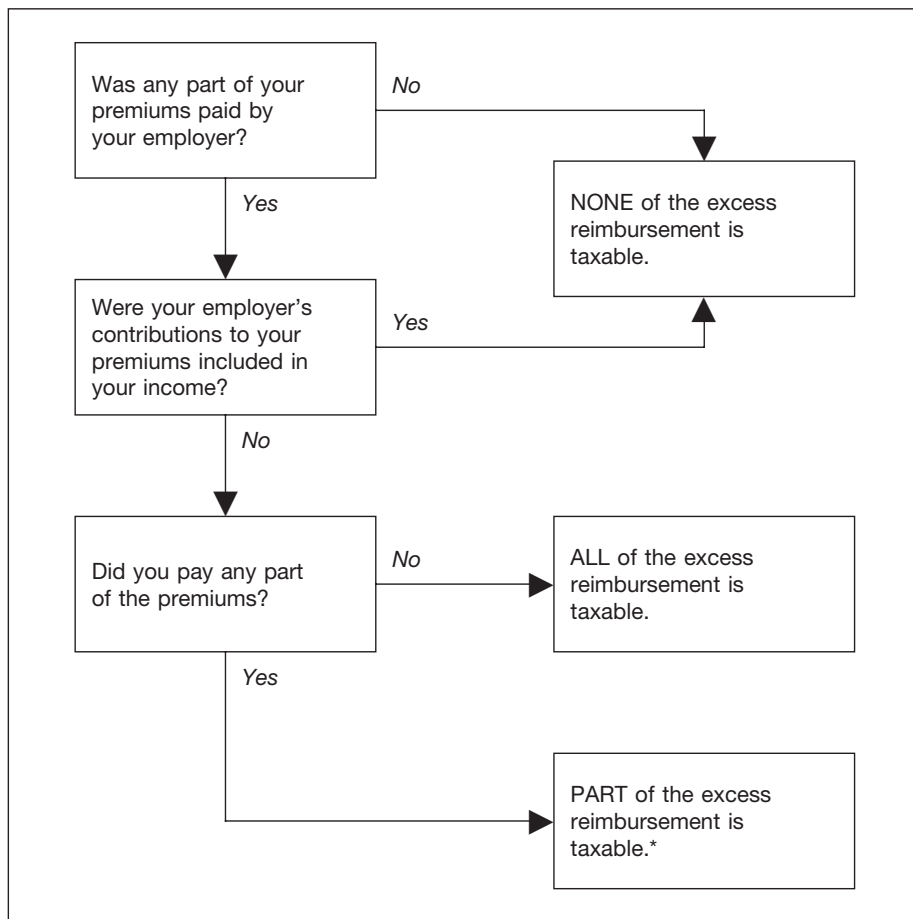 Was any part of your
premiums paid by
your employer?
No
NONE of the excess
reimbursement is
taxable.
Yes
Were your employer’s
contributions to your
premiums included in
your income?
Yes
No
Did you pay any part
of the premiums?
No
ALL of the excess
reimbursement is
taxable.
Yes
PART of the excess
reimbursement is
taxable.*